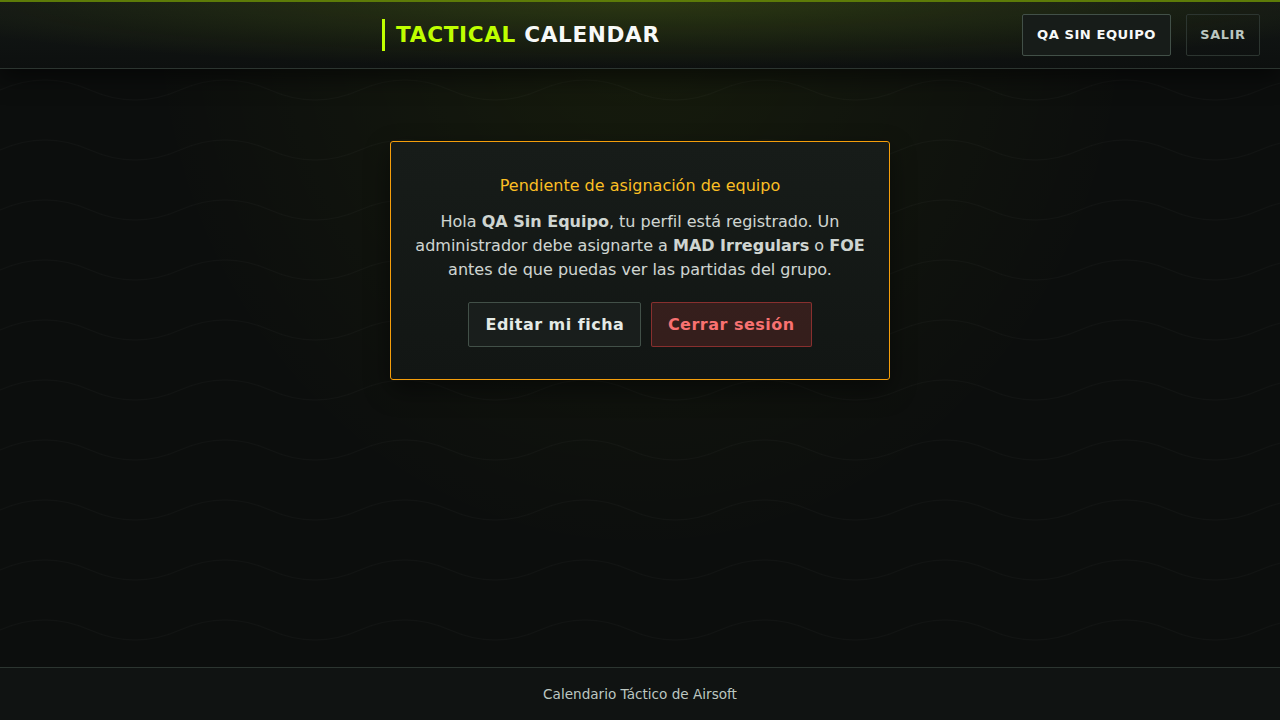 TACTICAL CALENDAR
QA SIN EQUIPO
SALIR
Pendiente de asignación de equipo
Hola QA Sin Equipo, tu perfil está registrado. Un
administrador debe asignarte a MAD Irregulars o FOE
antes de que puedas ver las partidas del grupo.
Editar mi ficha
Cerrar sesión
Calendario Táctico de Airsoft